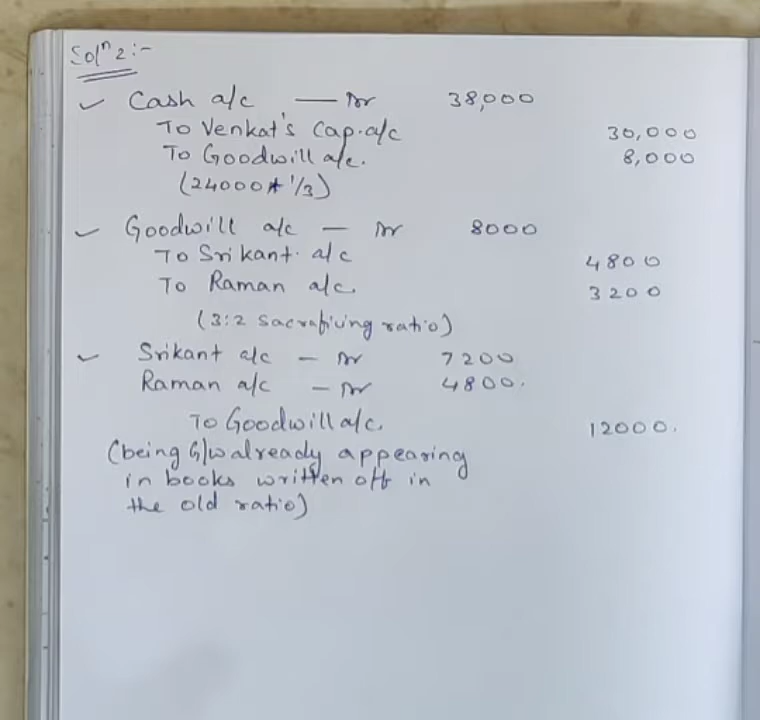 Solⁿ 2:-
✓ Cash a/c — Dr 38,000
To Venkat's Cap. a/c 30,000
To Goodwill a/c. 8,000
(24000 * 1/3)
✓ Goodwill a/c — Dr 8000
To Srikant a/c 4800
To Raman a/c. 3200
(3:2 Sacrafiving ratio)
✓ Srikant a/c — Dr 7200
Raman a/c — Dr 4800.
To Goodwill a/c. 12000.
(being G/w already appearing
in books written off in
the old ratio)